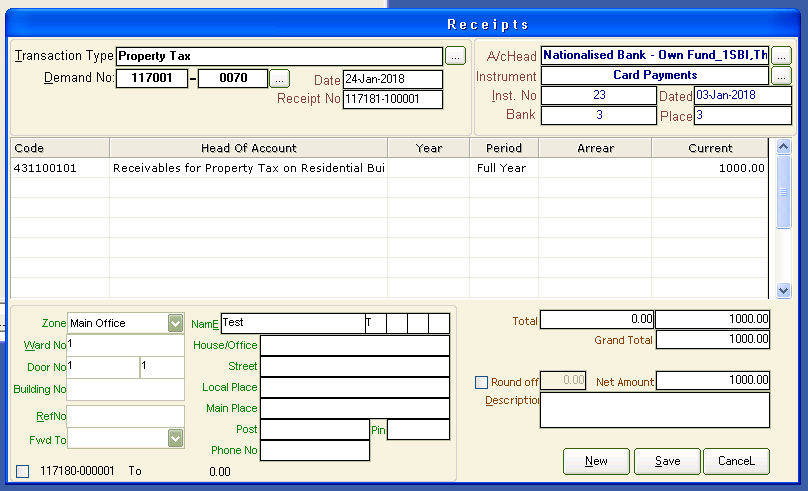 Receipts
Transaction Type Property Tax ...
Demand No: 117001 - 0070 ... Date 24-Jan-2018
Receipt No 117181-100001
A/cHead Nationalised Bank - Own Fund_1SBI,Th ...
Instrument Card Payments ...
Inst. No 23 Dated 03-Jan-2018
Bank 3 Place 3
Code Head Of Account Year Period Arrear Current
431100101 Receivables for Property Tax on Residential Bui Full Year 1000.00
Zone Main Office
Ward No 1
Door No 1 1
Building No
RefNo
Fwd To
117180-000001 To 0.00
NamE Test T
House/Office
Street
Local Place
Main Place
Post Pin
Phone No
Total 0.00 1000.00
Grand Total 1000.00
Round off 0.00 Net Amount 1000.00
Description
New Save CanceL